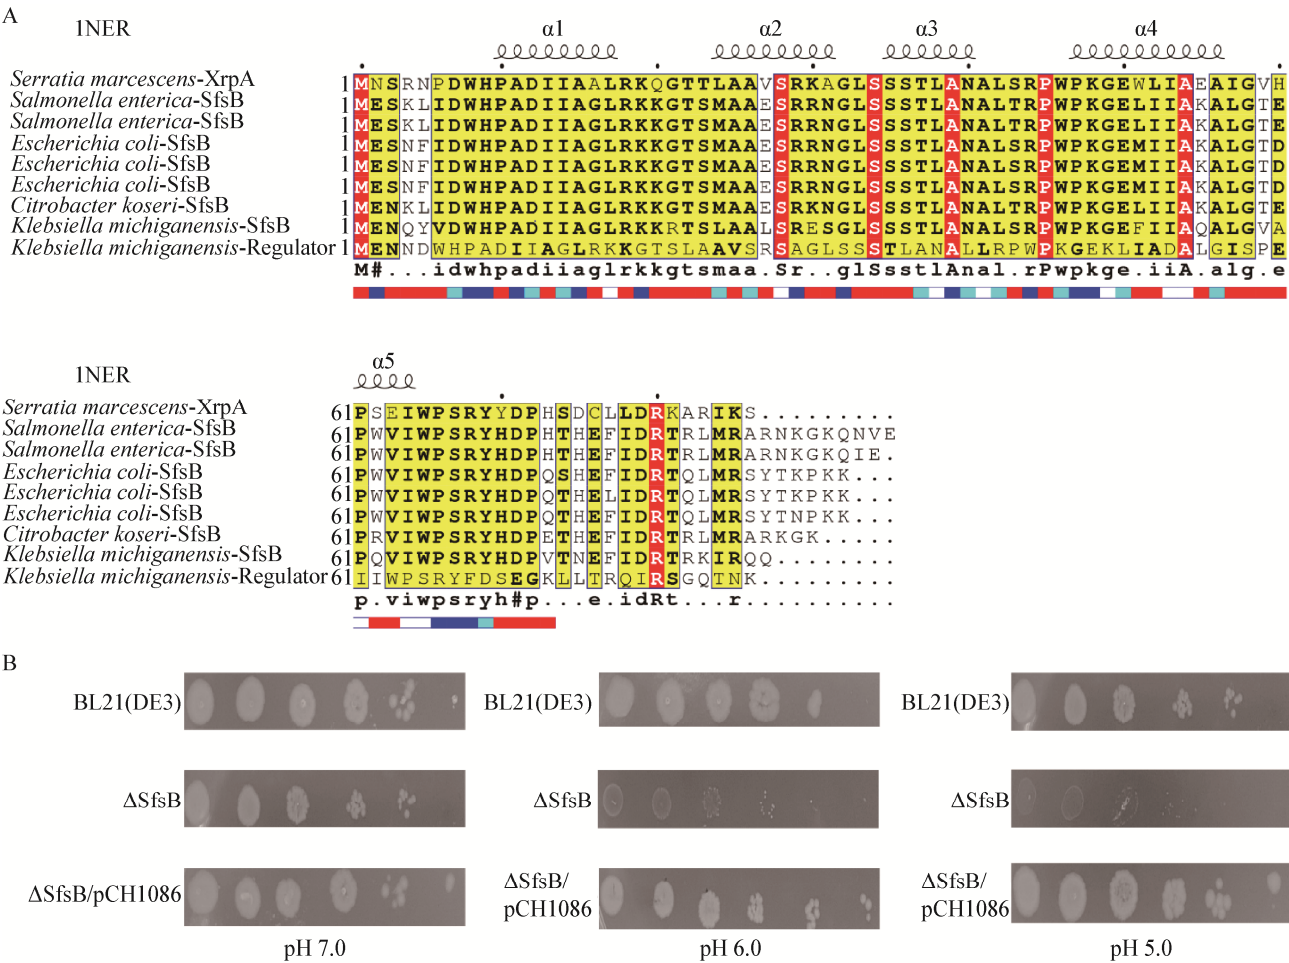 A
1NER α1 α2 α3 α4
Serratia marcescens-XrpA 1 MNSRNPDWHPADIIAALRKQGTTLAAVSRKAGLSSSTLANALSRPWPKGEWLIAEAIGVH
Salmonella enterica-SfsB 1 MESKLIDWHPADIIAGLRKKGTSMAAESRRNGLSSSTLANALTRPWPKGELIIAKALGTE
Salmonella enterica-SfsB 1 MESKLIDWHPADIIAGLRKKGTSMAAESRRNGLSSSTLANALTRPWPKGELIIAKALGTE
Escherichia coli-SfsB 1 MESNFIDWHPADIIAGLRKKGTSMAAESRRNGLSSSTLANALTRPWPKGEMIIAKALGTD
Escherichia coli-SfsB 1 MESNFIDWHPADIIAGLRKKGTSMAAESRRNGLSSSTLANALSRPWPKGEMIIAKALGTD
Escherichia coli-SfsB 1 MESNFIDWHPADIIAGLRKKGTSMAAESRRNGLSSSTLANALSRPWPKGEMIIAKALGTD
Citrobacter koseri-SfsB 1 MENKLIDWHPADIIAGLRKKGTSMAALSRRNGLSSSTLANALTRPWPKGELIIAKALGTE
Klebsiella michiganensis-SfsB 1 MENQYVDWHPADIIAGLRKKRTSLAALSRESGLSSSTLANALSRPWPKGEFIIAQALGVE
Klebsiella michiganensis-Regulator 1 MENNDWHPADIIAGLRKKGTSLAAVSRSAGLSSSTLANALLRPWPKGEKLIADALGISPE
M#...idwhpadiiaglrkkgtsmaa.Sr..glSsstlAnal.rPwpkge.iiA.alg.e
1NER α5
Serratia marcescens-XrpA 61 PSEIWPSRYYDPHSDCLLDRKARIKS.........
Salmonella enterica-SfsB 61 PWVIWPSRYHDPHTHEFIDRTRLMRARNKGKQNVE
Salmonella enterica-SfsB 61 PWVIWPSRYHDPHTHEFIDRTRLMRARNKGKQIE.
Escherichia coli-SfsB 61 PWVIWPSRYHDPQSHEFIDRTQLMRSYTKPKK...
Escherichia coli-SfsB 61 PWVIWPSRYHDPQTHELIDRTQLMRSYTKPKK...
Escherichia coli-SfsB 61 PWVIWPSRYHDPQTHEFIDRTQLMRSYTNPKK...
Citrobacter koseri-SfsB 61 PRVIWPSRYHDPETHEFIDRTRLMRARKGK.....
Klebsiella michiganensis-SfsB 61 PQVIWPSRYHDPVTNEFIDRTRKIRQQ........
Klebsiella michiganensis-Regulator 61 IIWPSRYFDSEGKLLTRQIRSGQTNK.........
p.viwpsryh#p...e.idRt...r..........
B
BL21(DE3) BL21(DE3) BL21(DE3)
ΔSfsB ΔSfsB ΔSfsB
ΔSfsB/pCH1086 ΔSfsB/ pCH1086 ΔSfsB/ pCH1086
pH 7.0 pH 6.0 pH 5.0